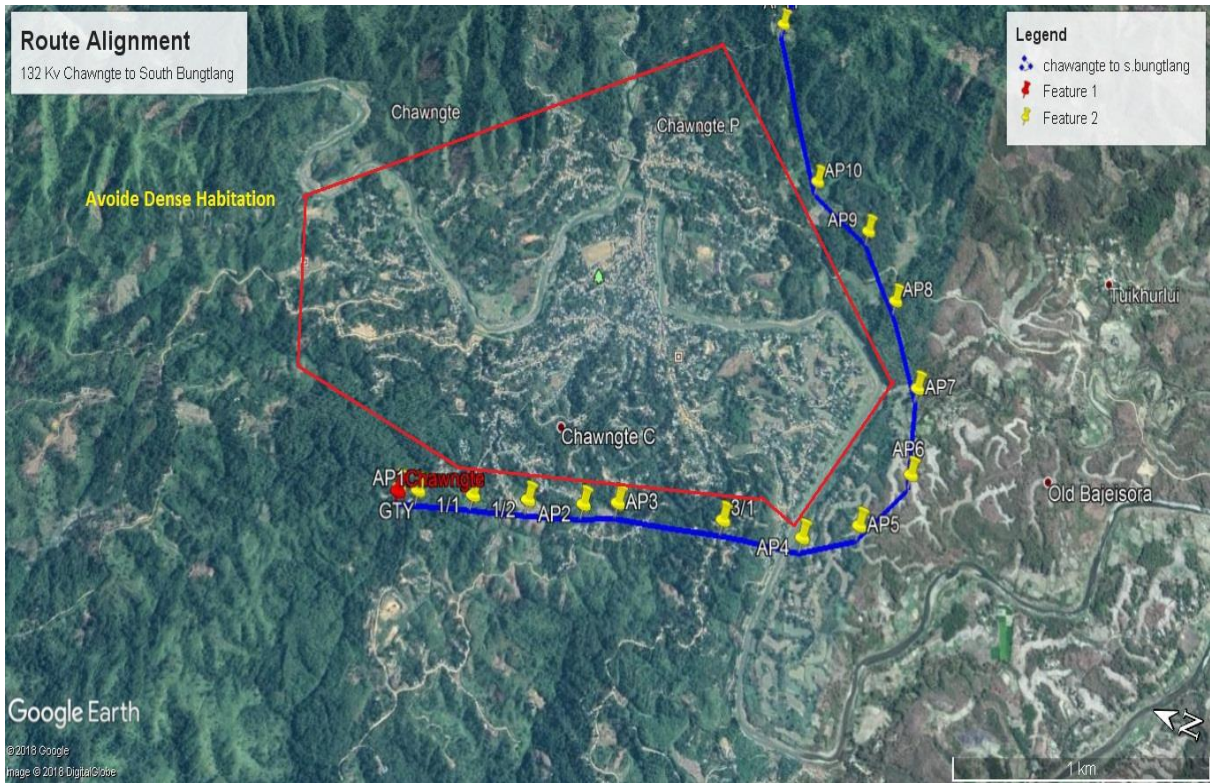 Route Alignment
132 Kv Chawngte to South Bungtlang
Legend
chawangte to s.bungtlang
Feature 1
Feature 2
Chawngte
Chawngte P
Avoide Dense Habitation
AP10
AP9
AP8
Tuikhurlui
AP7
Chawngte C
AP6
AP1
Chawngte
Old Bajeisora
GTY
1/1
1/2
AP2
AP3
3/1
AP4
AP5
Google Earth
©2018 Google
Image © 2018 DigitalGlobe
N
1 km